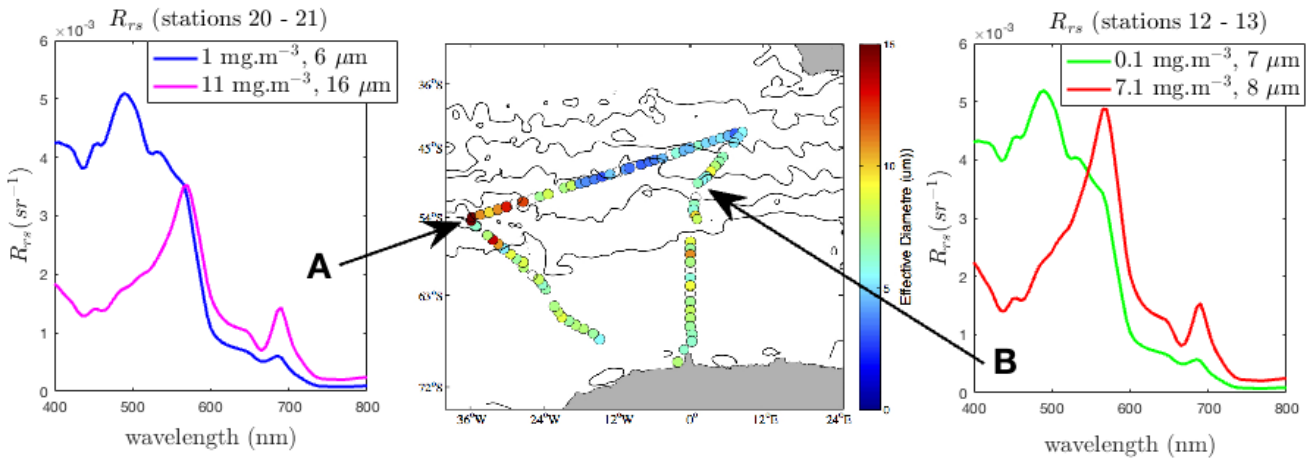 R_rs (stations 20 - 21)
×10⁻³
1 mg.m⁻³, 6 μm
11 mg.m⁻³, 16 μm
6
5
4
3
2
1
0
R_rs(sr⁻¹)
400 500 600 700 800
wavelength (nm)
A
36°S
45°S
54°S
63°S
72°S
36°W 24°W 12°W 0° 12°E 24°E
15
10
5
0
Effective Diametre (um))
B
R_rs (stations 12 - 13)
×10⁻³
0.1 mg.m⁻³, 7 μm
7.1 mg.m⁻³, 8 μm
6
5
4
3
2
1
0
R_rs(sr⁻¹)
400 500 600 700 800
wavelength (nm)